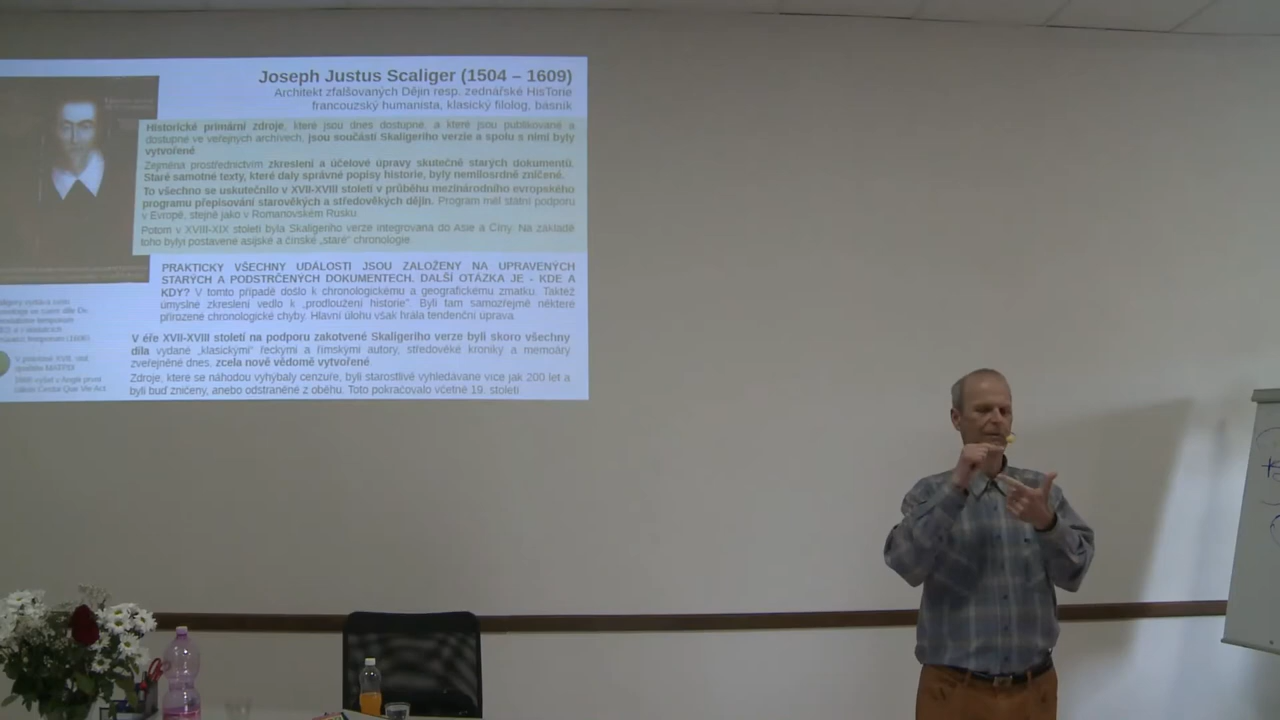 Joseph Justus Scaliger (1504 – 1609)
Architekt zfalšovaných Dějin resp. zednářské HisTorie
francouzský humanista, klasický filolog, básník
Historické primární zdroje, které jsou dnes dostupné, a které jsou publikované a
dostupné ve veřejných archívech, jsou součástí Skaligeriho verzie a spolu s nimi byly
vytvořené.
Zejména prostřednictvím zkreslení a účelové úpravy skutečně starých dokumentů.
Staré samotné texty, které daly správné popisy historie, byly nemilosrdně zničené.
To všechno se uskutečnilo v XVII-XVIII století v průběhu mezinárodního evropského
programu přepisování starověkých a středověkých dějin. Program měl státní podporu
v Evropě, stejně jako v Romanovském Rusku.
Potom v XVIII-XIX století byla Skaligeriho verze integrována do Asie a Číny. Na základě
toho byly postavené asijské a čínské „staré“ chronologie.
PRAKTICKY VŠECHNY UDÁLOSTI JSOU ZALOŽENY NA UPRAVENÝCH
STARÝCH A PODSTRČENÝCH DOKUMENTECH. DALŠÍ OTÁZKA JE - KDE A
KDY? V tomto případě došlo k chronologickému a geografickému zmatku. Taktéž
úmyslné zkreslení vedlo k „prodloužení historie“. Byli tam samozřejmě některé
přirozené chronologické chyby. Hlavní úlohu však hrála tendenční úprava.
V éře XVII-XVIII století na podporu zakotvené Skaligeriho verze byli skoro všechny
díla vydané „klasickými“ řeckými a římskými autory, středověké kroniky a memoáry
zveřejněné dnes, zcela nově vědomě vytvořené.
Zdroje, které se náhodou vyhýbaly cenzuře, byli starostlivě vyhledávané více jak 200 let a
byli buď zničeny, anebo odstraněné z oběhu. Toto pokračovalo včetně 19. století.